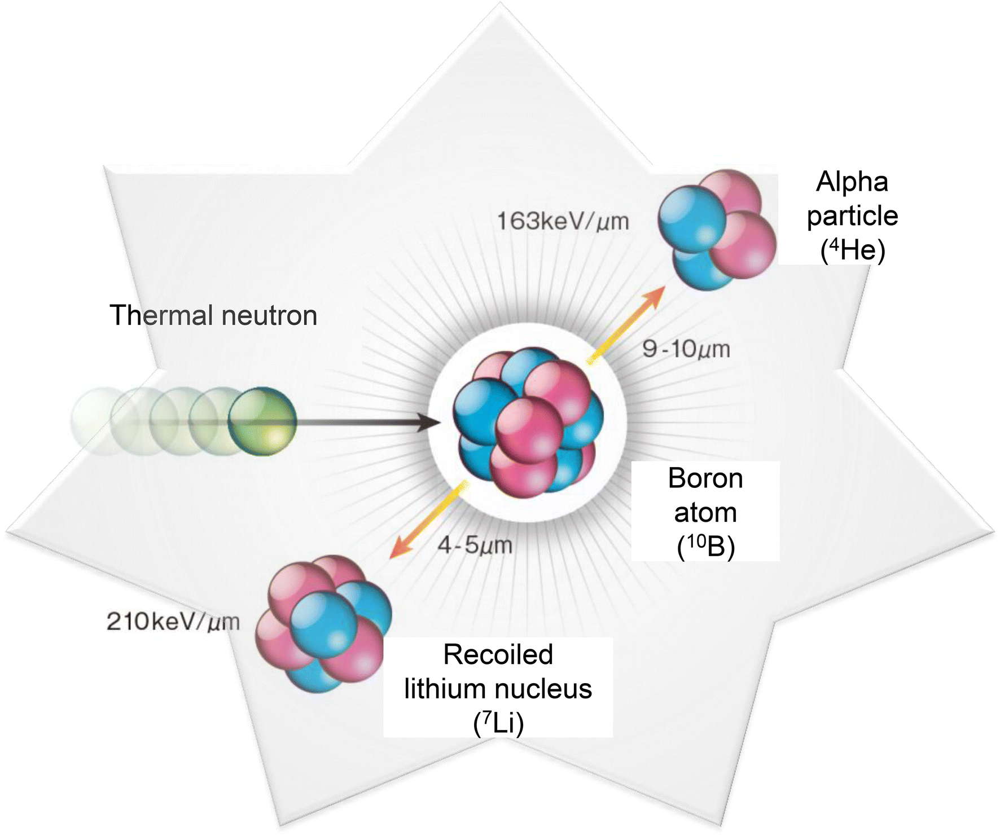 Alpha
particle
(⁴He)
163keV/μm
Thermal neutron
9-10μm
Boron
atom
(¹⁰B)
4-5μm
210keV/μm
Recoiled
lithium nucleus
(⁷Li)